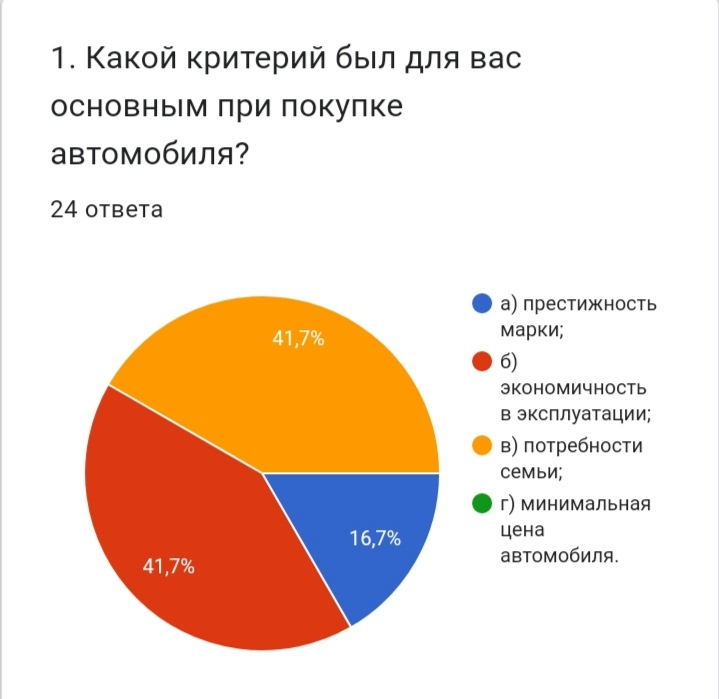 1. Какой критерий был для вас
основным при покупке
автомобиля?
24 ответа
41,7%
16,7%
41,7%
а) престижность
марки;
б)
экономичность
в эксплуатации;
в) потребности
семьи;
г) минимальная
цена
автомобиля.